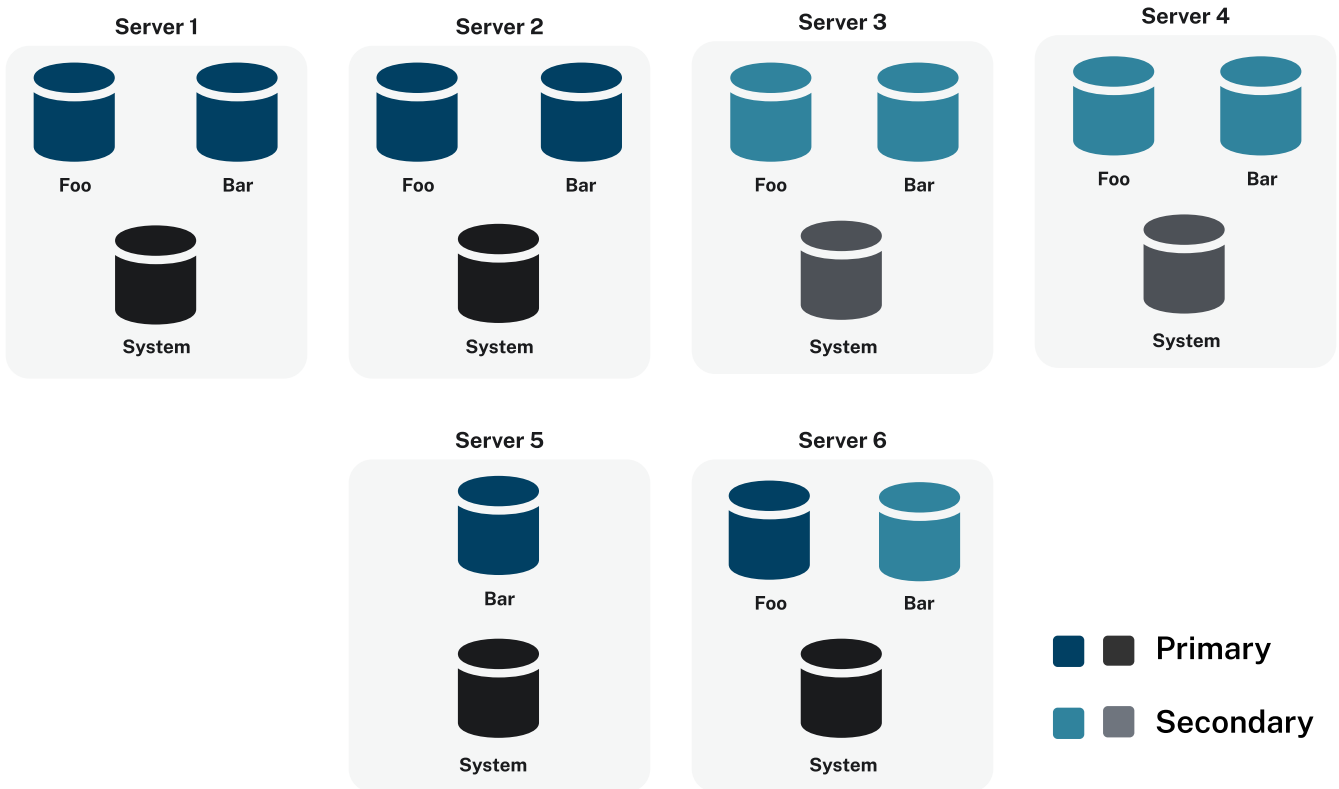 Server 1
Server 2
Server 3
Server 4
Foo
Bar
Foo
Bar
Foo
Bar
Foo
Bar
System
System
System
System
Server 5
Server 6
Bar
Foo
Bar
System
System
Primary
Secondary